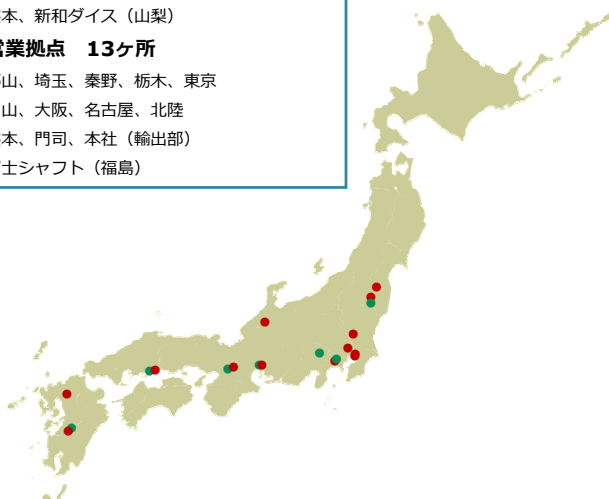 本、新和ダイス（山梨）
営業拠点　13ヶ所
山、埼玉、秦野、栃木、東京
山、大阪、名古屋、北陸
本、門司、本社（輸出部）
士シャフト（福島）